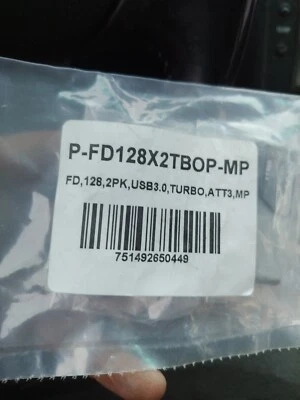 P-FD128X2TBOP-MP
FD,128,2PK,USB3.0,TURBO,ATT3,MP
751492650449